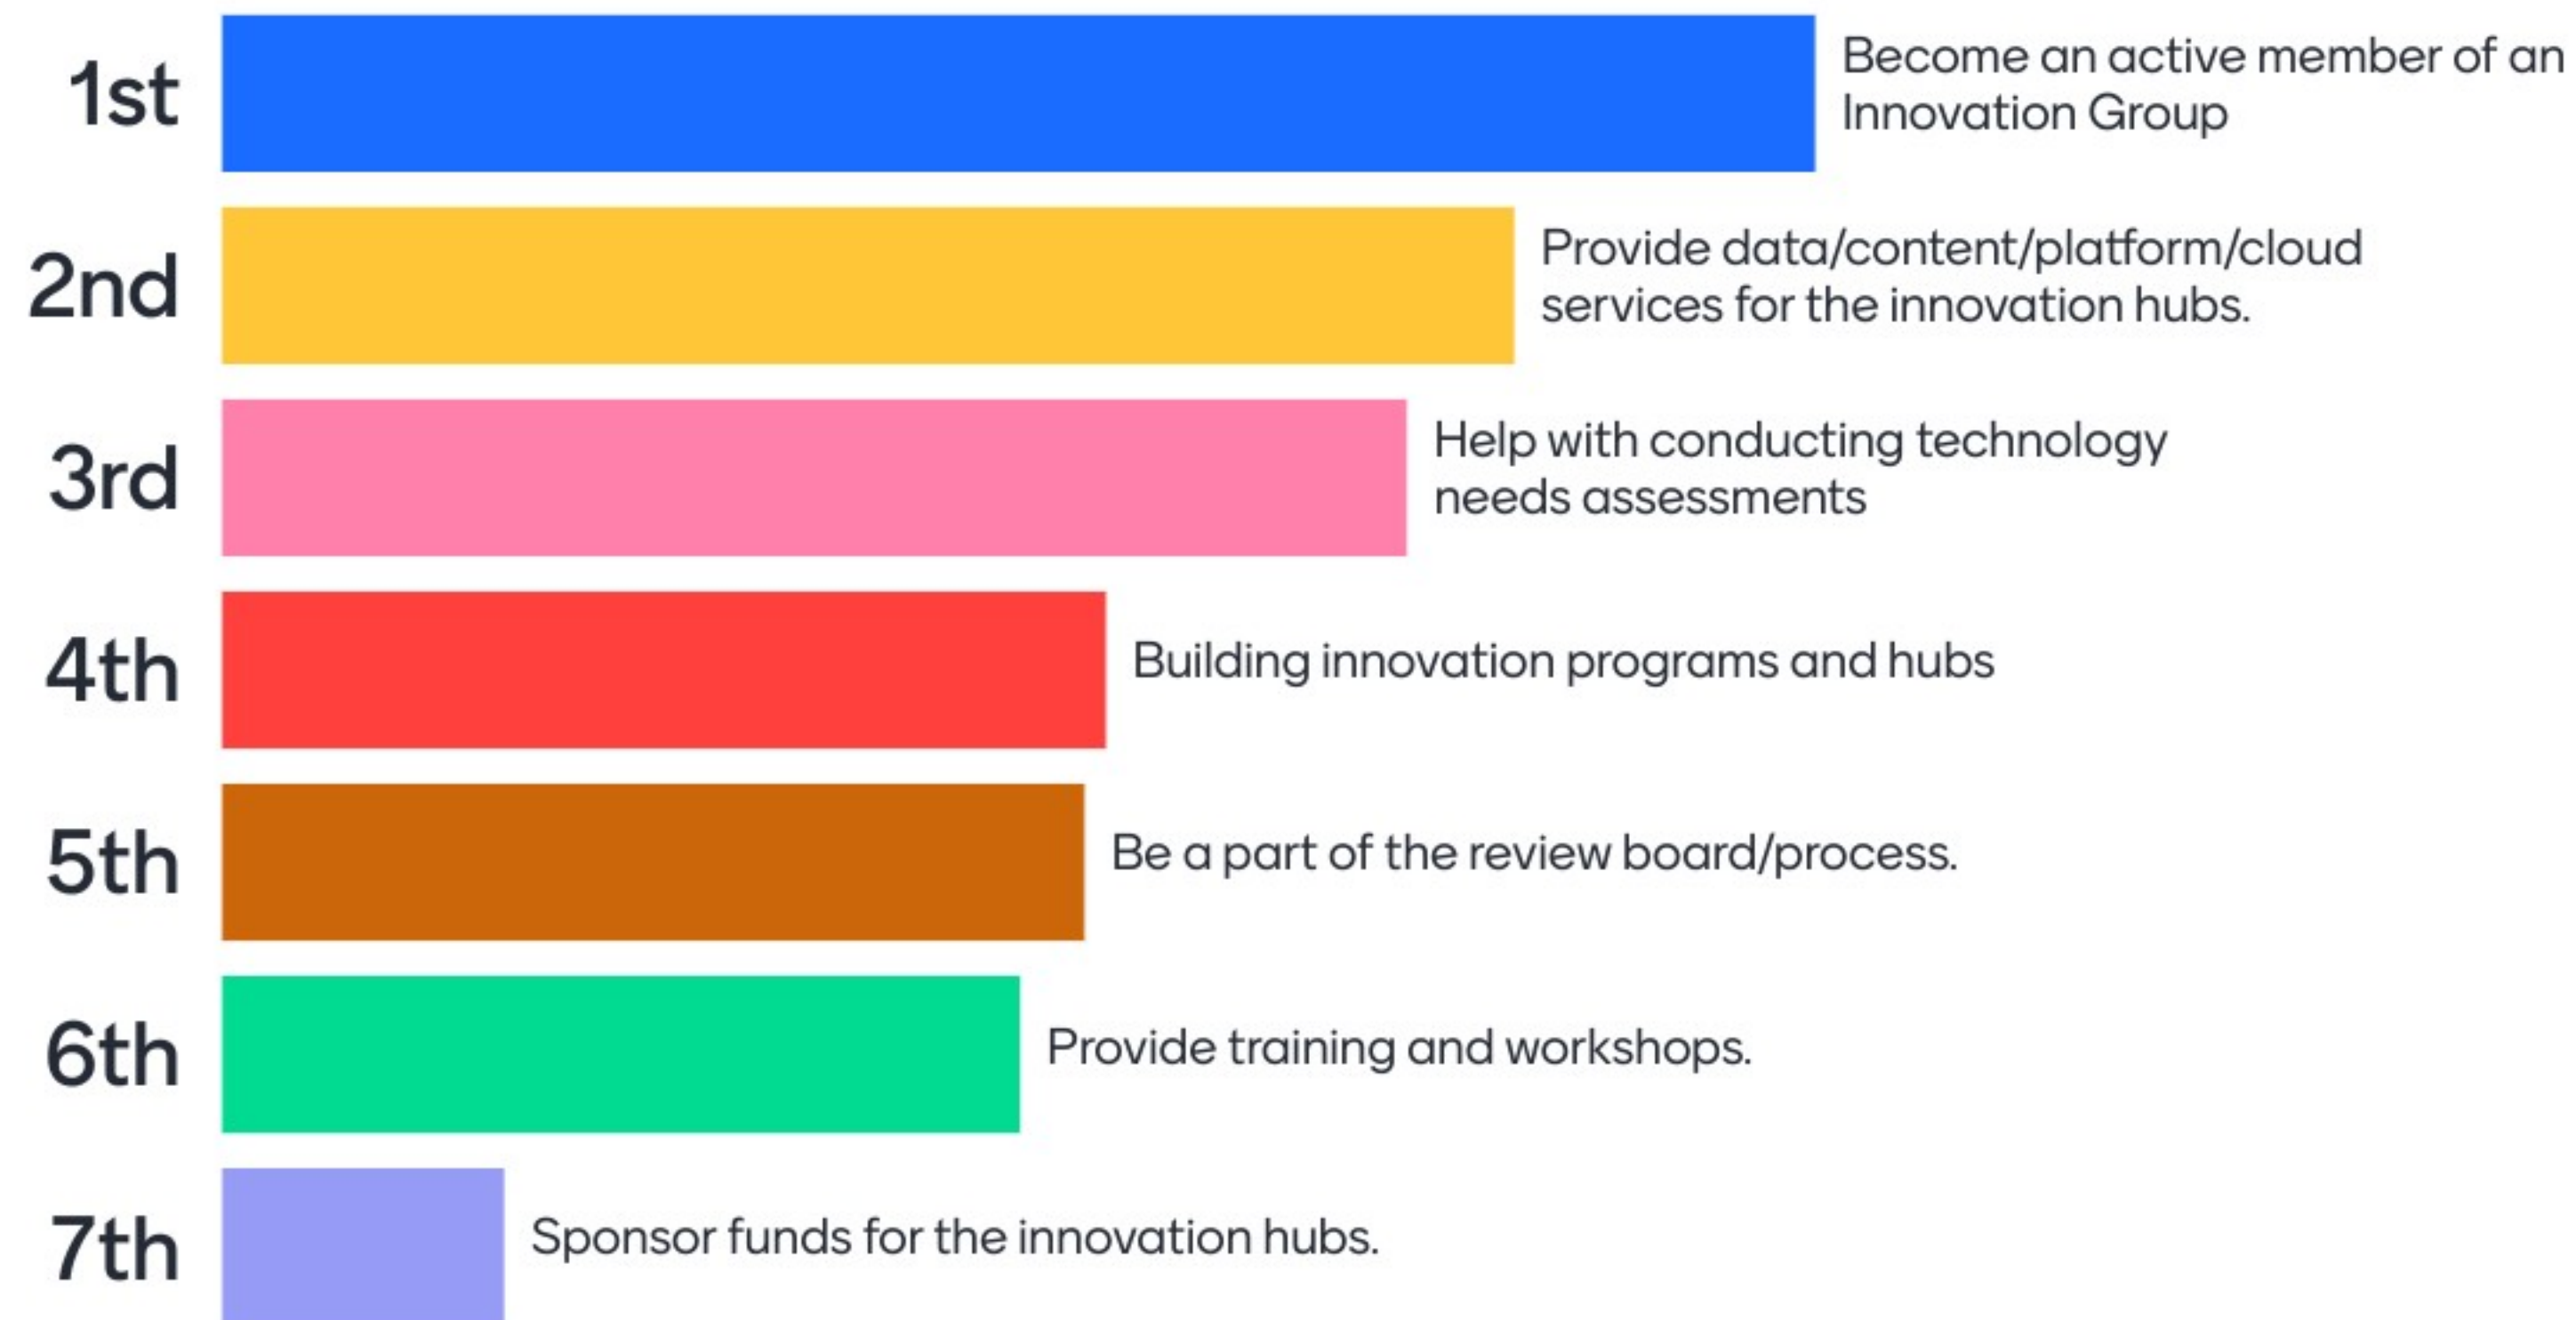 1st
Become an active member of an
Innovation Group
2nd
Provide data/content/platform/cloud
services for the innovation hubs.
3rd
Help with conducting technology
needs assessments
4th
Building innovation programs and hubs
5th
Be a part of the review board/process.
6th
Provide training and workshops.
7th
Sponsor funds for the innovation hubs.